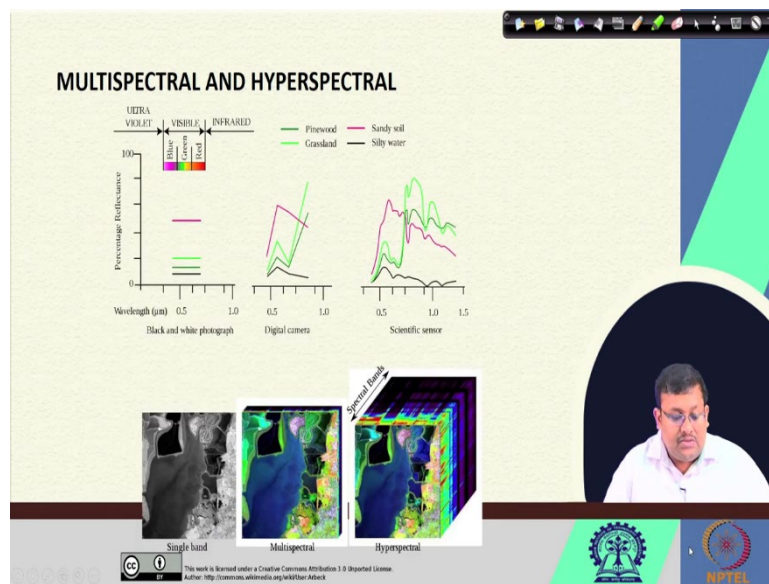 MULTISPECTRAL AND HYPERSPECTRAL
ULTRA
VIOLET
VISIBLE
INFRARED
Blue
Green
Red
Pinewood
Grassland
Sandy soil
Silty water
100
Percentage Reflectance
0
Wavelength (μm)
0.5
1.0
0.5
1.0
0.5
1.0
1.5
Black and white photograph
Digital camera
Scientific sensor
Spectral Bands
Single band
Multispectral
Hyperspectral
CC
BY
This work is licensed under a Creative Commons Attribution 3.0 Unported License.
Author: http://commons.wikimedia.org/wiki/User:Arbeck
NPTEL